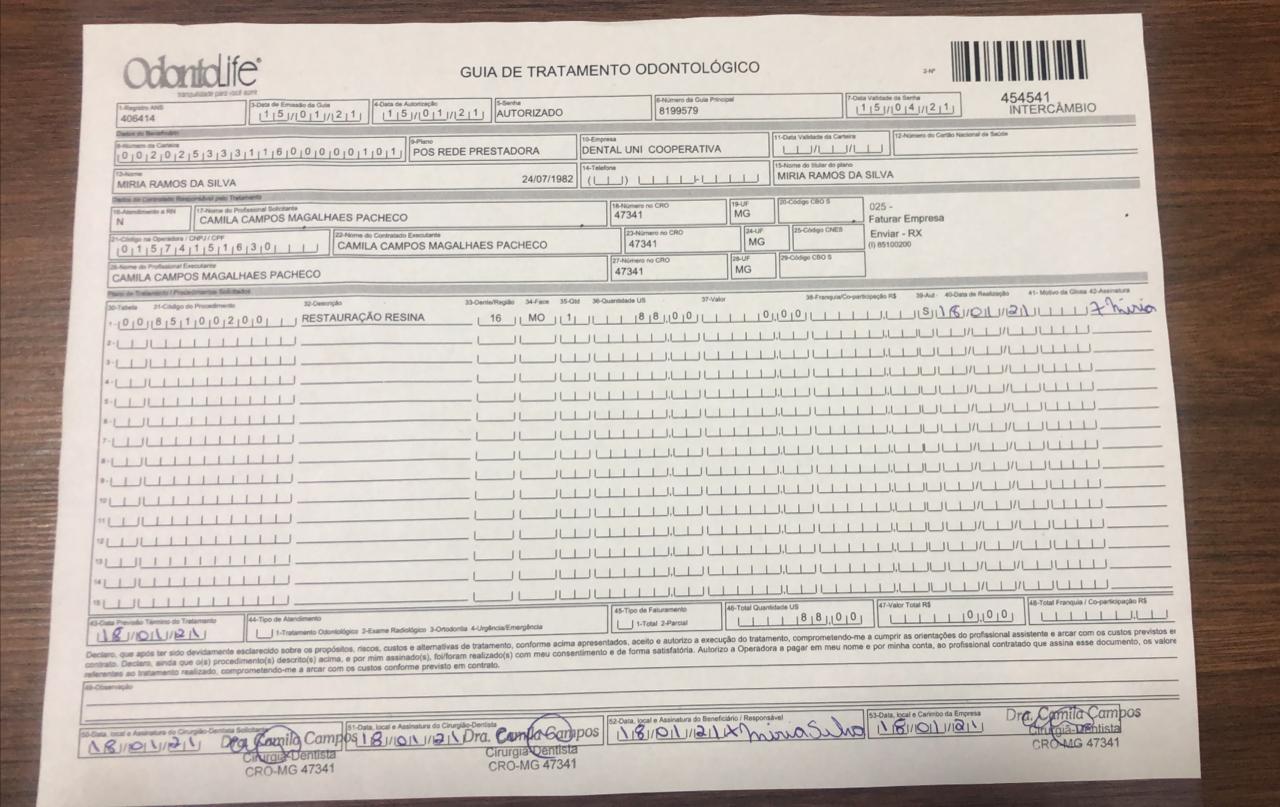 OdontoLife®
tranquilidade para você sorrir
GUIA DE TRATAMENTO ODONTOLÓGICO
2-Nº
454541
INTERCÂMBIO
1-Registro ANS
406414
3-Data de Emissão da Guia
15/01/21
4-Data de Autorização
15/01/21
5-Senha
AUTORIZADO
6-Número da Guia Principal
8199579
7-Data Validade da Senha
15/04/21
Dados do Beneficiário
8-Número da Carteira
00202533311600000101
9-Plano
POS REDE PRESTADORA
10-Empresa
DENTAL UNI COOPERATIVA
11-Data Validade da Carteira
12-Número do Cartão Nacional de Saúde
13-Nome
MIRIA RAMOS DA SILVA 24/07/1982
14-Telefone
15-Nome do titular do plano
MIRIA RAMOS DA SILVA
Dados do Contratado Responsável pelo Tratamento
16-Atendimento a RN
N
17-Nome do Profissional Solicitante
CAMILA CAMPOS MAGALHAES PACHECO
18-Número no CRO
47341
19-UF
MG
20-Código CBO S
025 -
Faturar Empresa
Enviar - RX
(I) 85100200
21-Código na Operadora / CNPJ / CPF
01574151630
22-Nome do Contratado Executante
CAMILA CAMPOS MAGALHAES PACHECO
23-Número no CRO
47341
24-UF
MG
25-Código CNES
26-Nome do Profissional Executante
CAMILA CAMPOS MAGALHAES PACHECO
27-Número no CRO
47341
28-UF
MG
29-Código CBO S
Plano de Tratamento / Procedimentos Solicitados
30-Tabela 31-Código do Procedimento 32-Descrição 33-Dente/Região 34-Face 35-Qtd 36-Quantidade US 37-Valor 38-Franquia/Co-participação R$ 39-Aut 40-Data de Realização 41- Motivo da Glosa 42-Assinatura
1- 00 85100200 RESTAURAÇÃO RESINA 16 MO 1 88,00 0,00 S 18/01/21 Miria
2-
3-
4-
5-
6-
7-
8-
9-
10
11
12
13
14
15
43-Data Previsão Término do Tratamento
18/01/21
44-Tipo de Atendimento
1-Tratamento Odontológico 2-Exame Radiológico 3-Ortodontia 4-Urgência/Emergência
45-Tipo de Faturamento
1-Total 2-Parcial
46-Total Quantidade US
88,00
47-Valor Total R$
0,00
48-Total Franquia / Co-participação R$
Declaro, que após ter sido devidamente esclarecido sobre os propósitos, riscos, custos e alternativas de tratamento, conforme acima apresentados, aceito e autorizo a execução do tratamento, comprometendo-me a cumprir as orientações do profissional assistente e arcar com os custos previstos em
contrato. Declaro, ainda que o(s) procedimento(s) descrito(s) acima, e por mim assinado(s), foi/foram realizado(s) com meu consentimento e de forma satisfatória. Autorizo a Operadora a pagar em meu nome e por minha conta, ao profissional contratado que assina esse documento, os valores
referentes ao tratamento realizado, comprometendo-me a arcar com os custos conforme previsto em contrato.
49-Observação
50-Data, local e Assinatura do Cirurgião-Dentista Solicitante
18/01/21
Dra. Camila Campos
Cirurgiã-Dentista
CRO-MG 47341
51-Data, local e Assinatura do Cirurgião-Dentista
18/01/21
Dra. Camila Campos
Cirurgiã-Dentista
CRO-MG 47341
52-Data, local e Assinatura do Beneficiário / Responsável
18/01/21 x Miria Silva
53-Data, local e Carimbo da Empresa
18/01/21
Dra. Camila Campos
Cirurgiã-Dentista
CRO-MG 47341